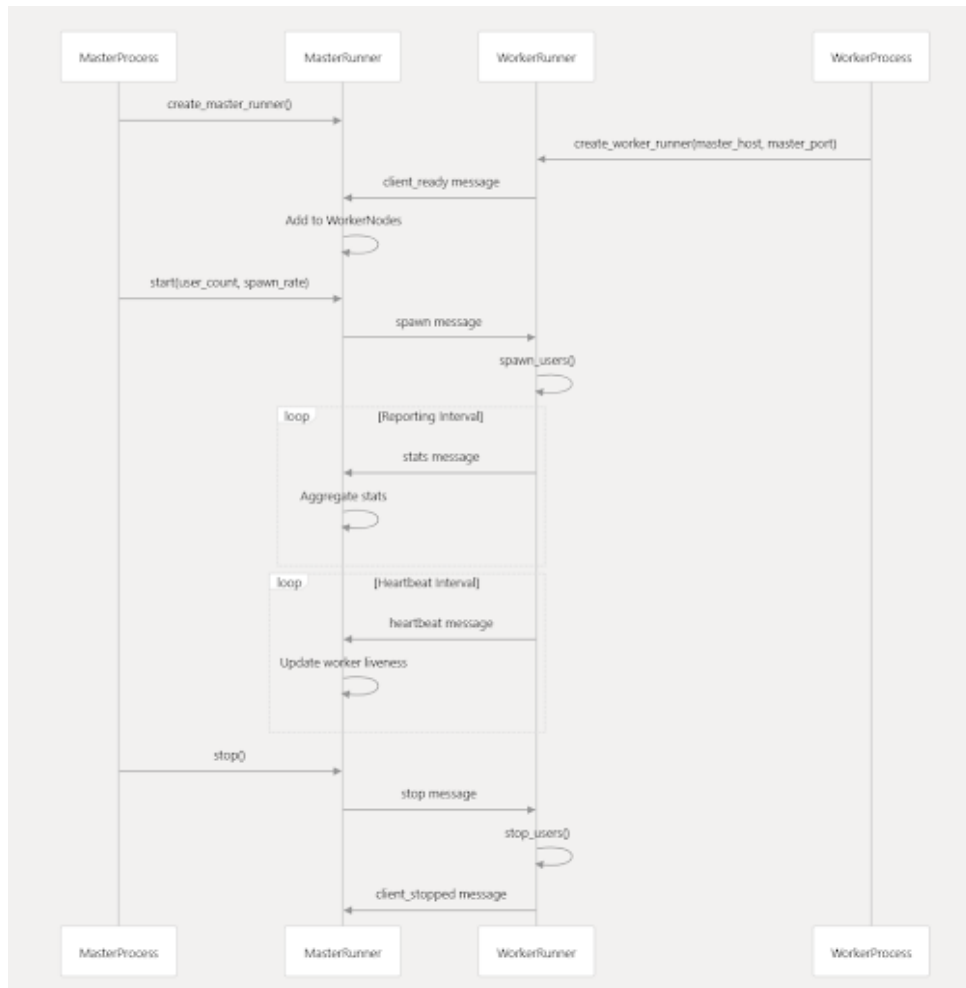 MasterProcess MasterRunner WorkerRunner WorkerProcess
create_master_runner()
create_worker_runner(master_host, master_port)
client_ready message
Add to WorkerNodes
start(user_count, spawn_rate)
spawn message
spawn_users()
loop [Reporting Interval]
stats message
Aggregate stats
loop [Heartbeat Interval]
heartbeat message
Update worker liveness
stop()
stop message
stop_users()
client_stopped message
MasterProcess MasterRunner WorkerRunner WorkerProcess